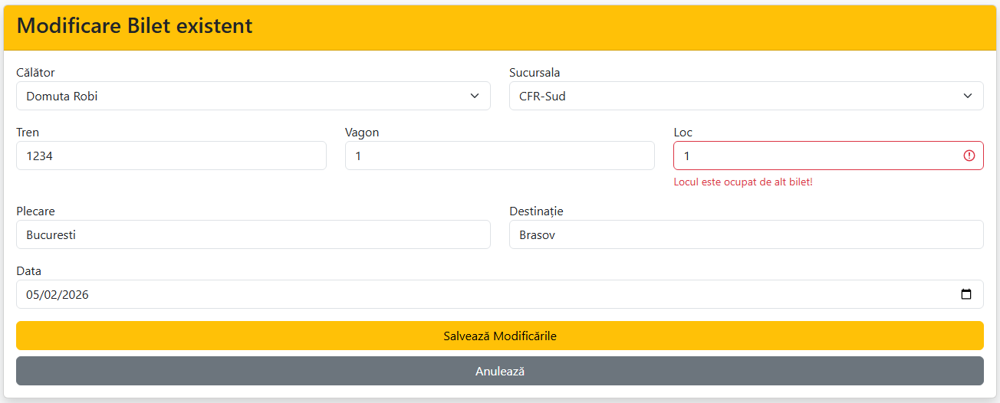 Modificare Bilet existent
Călător
Sucursala
Domuta Robi
CFR-Sud
Tren
Vagon
Loc
1234
1
1
Locul este ocupat de alt bilet!
Plecare
Destinație
Bucuresti
Brasov
Data
05/02/2026
Salvează Modificările
Anulează